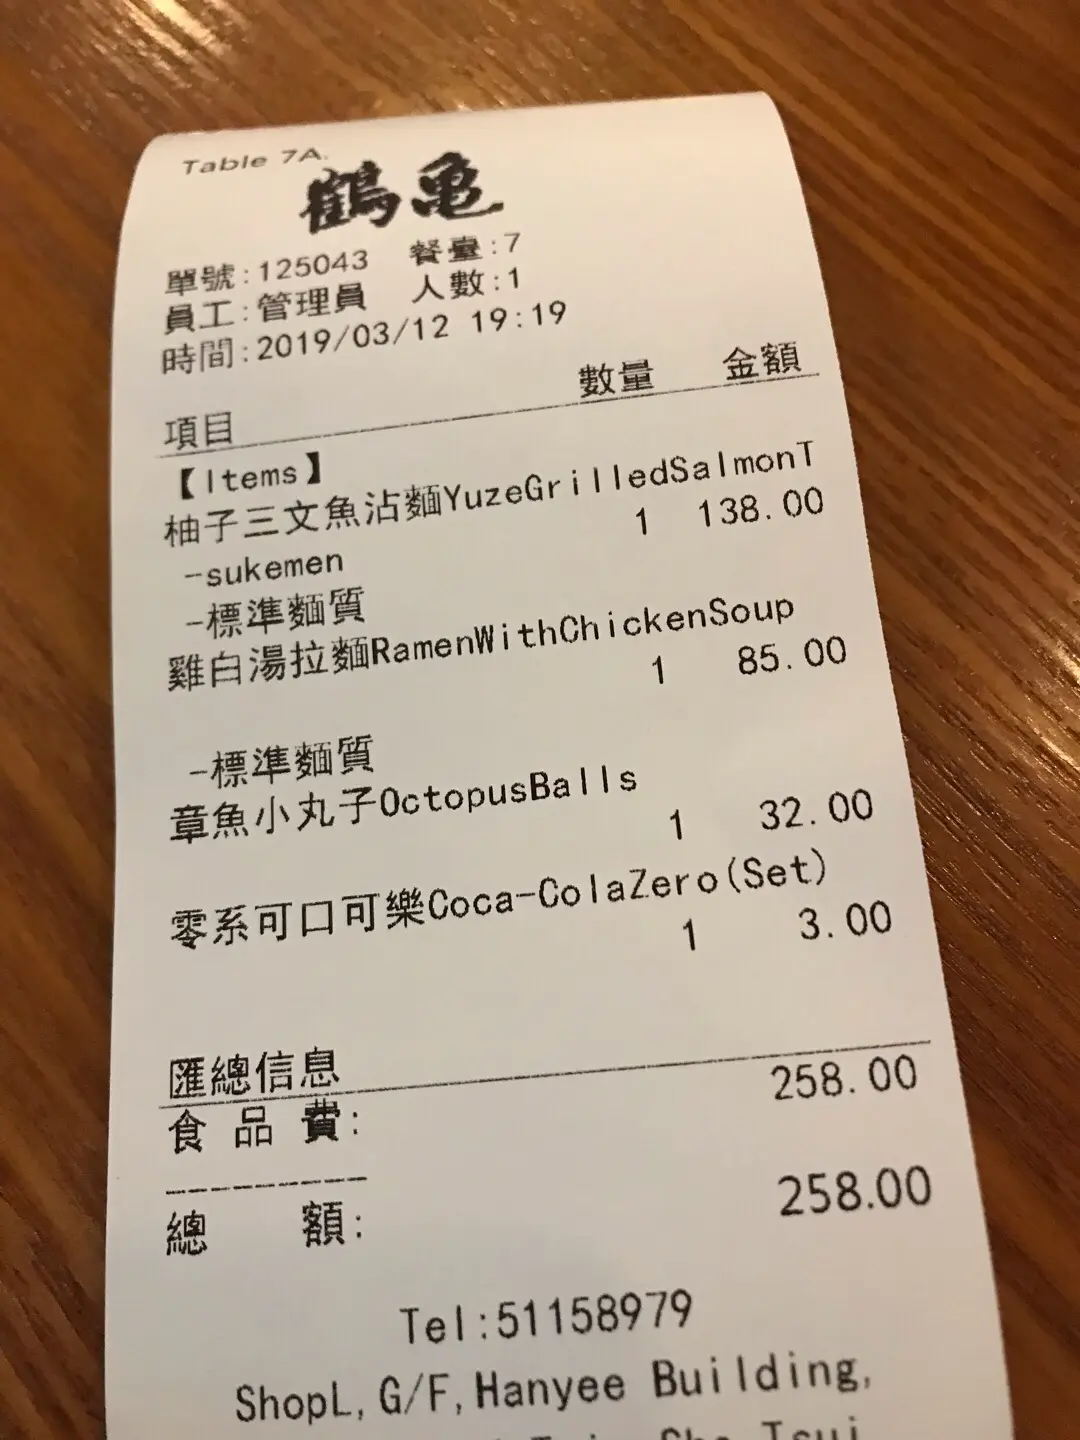 Table 7A.
鶴亀
單號:125043 餐臺:7
員工:管理員 人數:1
時間:2019/03/12 19:19
項目 數量 金額
【Items】
柚子三文魚沾麵YuzeGrilledSalmonT
1 138.00
-sukemen
-標準麵質
雞白湯拉麵RamenWithChickenSoup
1 85.00
-標準麵質
章魚小丸子OctopusBalls
1 32.00
零系可口可樂Coca-ColaZero(Set)
1 3.00
匯總信息
食品費: 258.00
----------
總額: 258.00
Tel:51158979
ShopL,G/F,Hanyee Building,
Sha Tsui